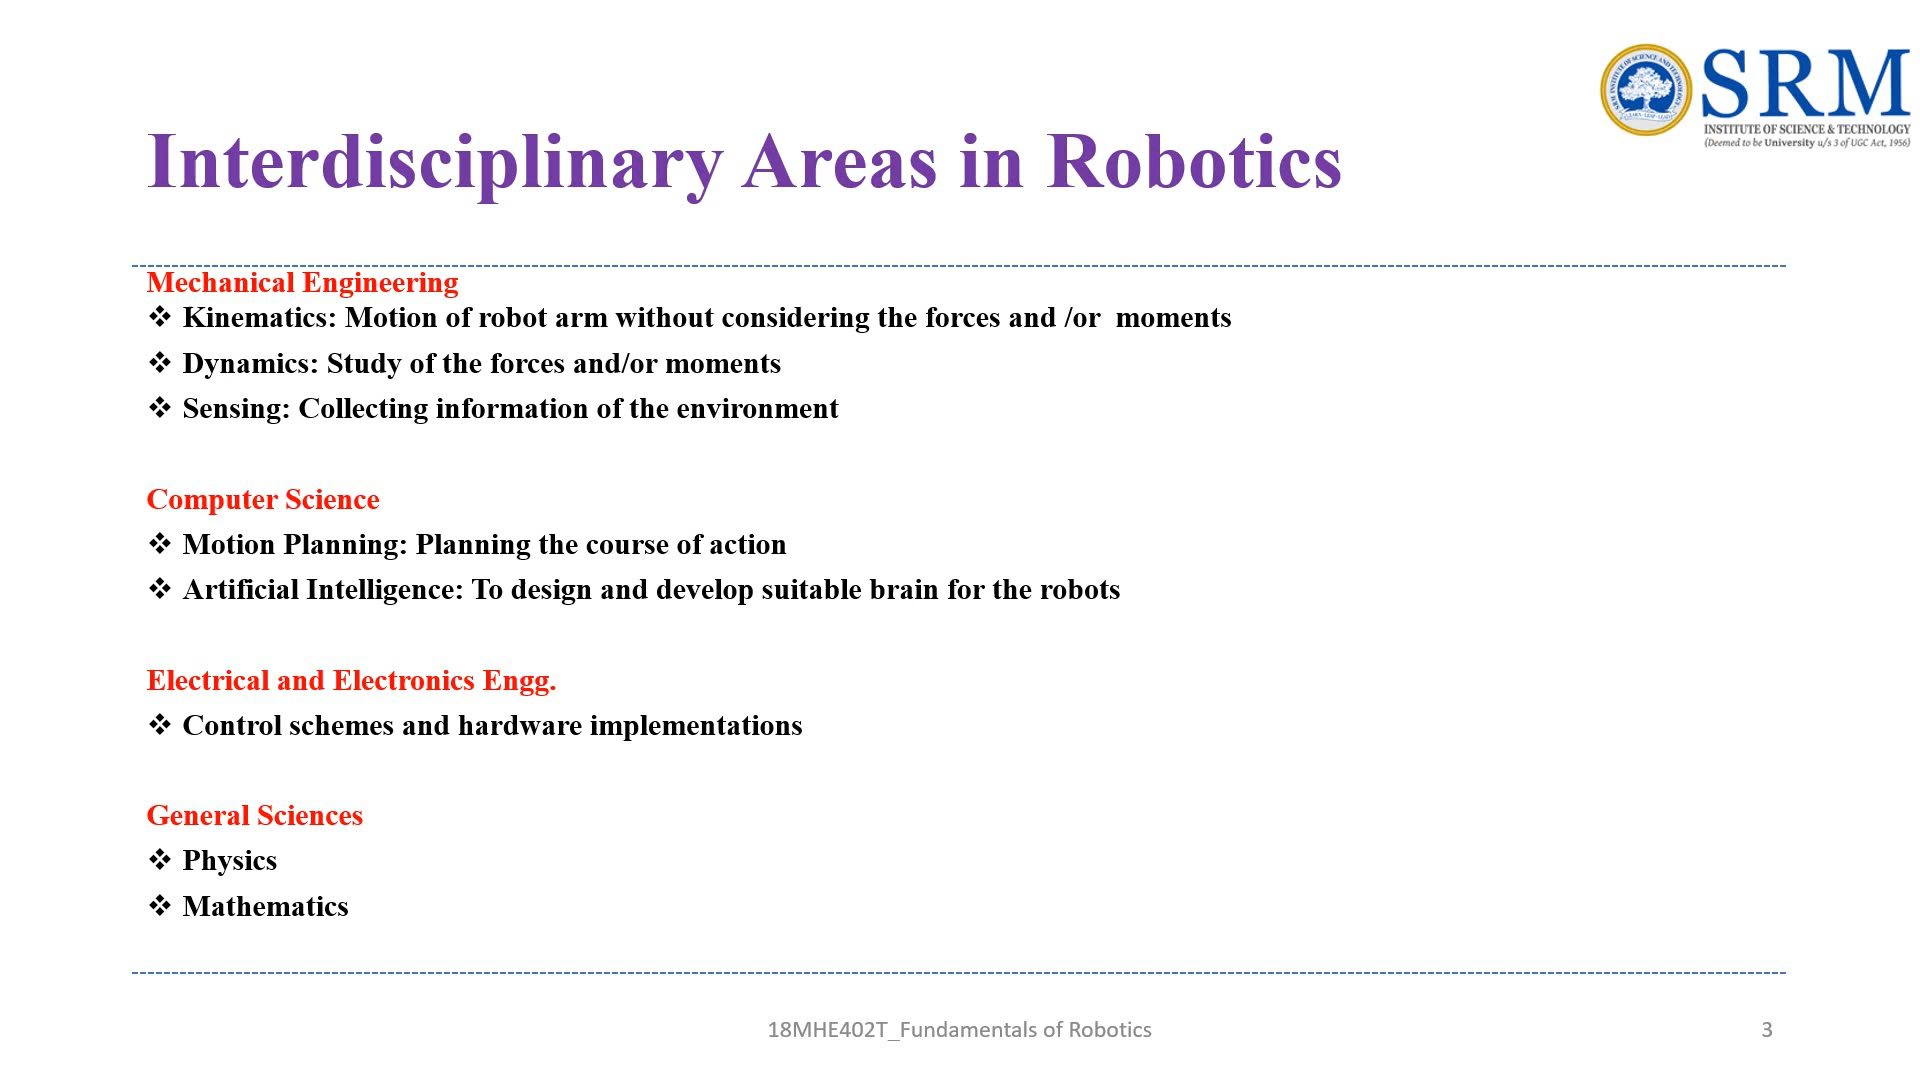 SRM
INSTITUTE OF SCIENCE & TECHNOLOGY
(Deemed to be University u/s 3 of UGC Act, 1956)
Interdisciplinary Areas in Robotics
Mechanical Engineering
❖ Kinematics: Motion of robot arm without considering the forces and /or moments
❖ Dynamics: Study of the forces and/or moments
❖ Sensing: Collecting information of the environment
Computer Science
❖ Motion Planning: Planning the course of action
❖ Artificial Intelligence: To design and develop suitable brain for the robots
Electrical and Electronics Engg.
❖ Control schemes and hardware implementations
General Sciences
❖ Physics
❖ Mathematics
18MHE402T_Fundamentals of Robotics
3